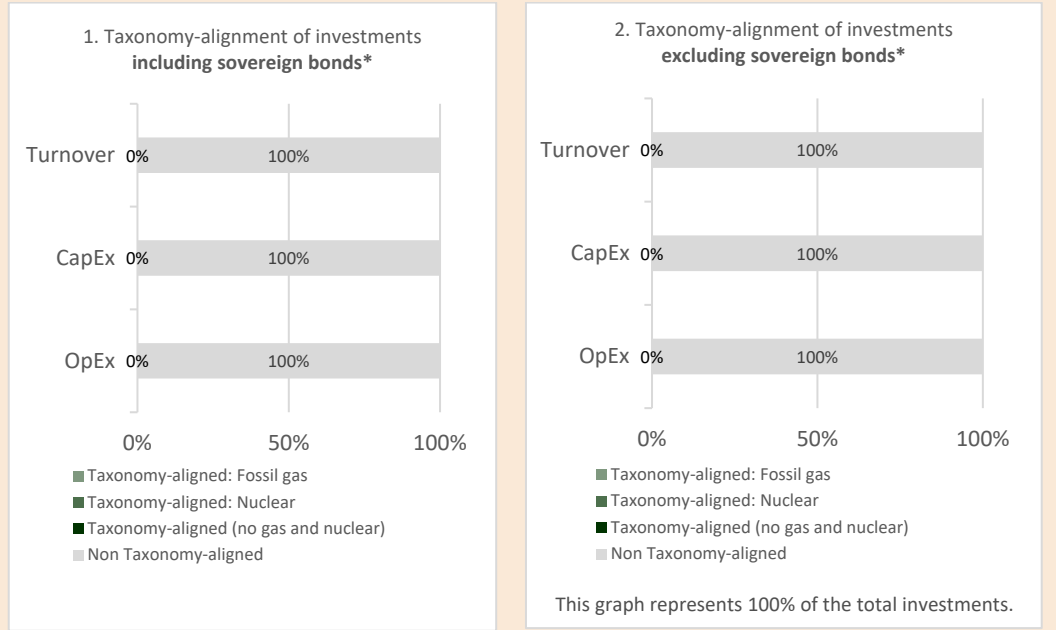 1. Taxonomy-alignment of investments
including sovereign bonds*
Turnover 0% 100%
CapEx 0% 100%
OpEx 0% 100%
0% 50% 100%
Taxonomy-aligned: Fossil gas
Taxonomy-aligned: Nuclear
Taxonomy-aligned (no gas and nuclear)
Non Taxonomy-aligned
2. Taxonomy-alignment of investments
excluding sovereign bonds*
Turnover 0% 100%
CapEx 0% 100%
OpEx 0% 100%
0% 50% 100%
Taxonomy-aligned: Fossil gas
Taxonomy-aligned: Nuclear
Taxonomy-aligned (no gas and nuclear)
Non Taxonomy-aligned
This graph represents 100% of the total investments.